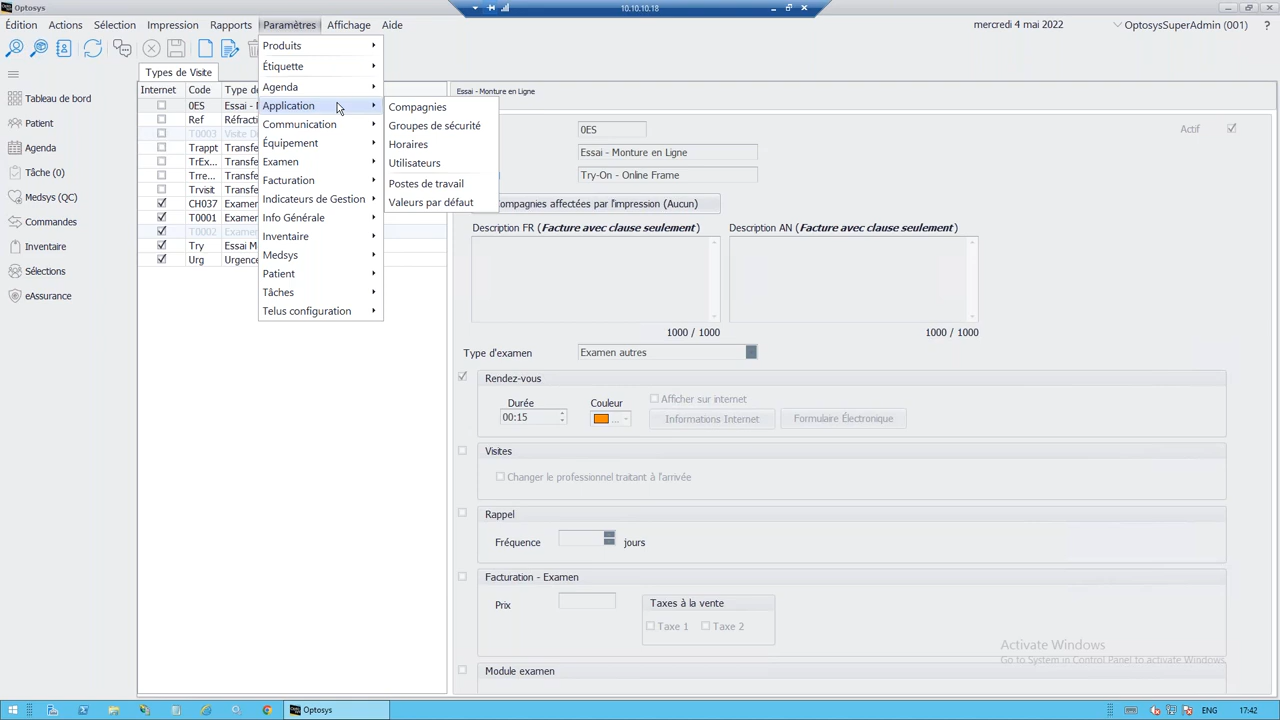 Optosys
10.10.10.18
Édition Actions Sélection Impression Rapports Paramètres Affichage Aide
mercredi 4 mai 2022
OptosysSuperAdmin (001) ?
Types de Visite
Internet Code Type de
0ES Essai -
Ref Réfracti
T0003 Visite Di
Trappt Transfe
TrEx... Transfe
Trre... Transfe
Trvisit Transfe
CH037 Examen
T0001 Examen
T0002 Examen
Try Essai M
Urg Urgence
Tableau de bord
Patient
Agenda
Tâche (0)
Medsys (QC)
Commandes
Inventaire
Sélections
eAssurance
Produits
Étiquette
Agenda
Application
Communication
Équipement
Examen
Facturation
Indicateurs de Gestion
Info Générale
Inventaire
Medsys
Patient
Tâches
Telus configuration
Compagnies
Groupes de sécurité
Horaires
Utilisateurs
Postes de travail
Valeurs par défaut
Essai - Monture en Ligne
0ES
Actif
Essai - Monture en Ligne
Try-On - Online Frame
ompagnies affectées par l'impression (Aucun)
Description FR (Facture avec clause seulement)
Description AN (Facture avec clause seulement)
1000 / 1000
1000 / 1000
Type d'examen Examen autres
Rendez-vous
Durée Couleur Afficher sur internet
00:15 ... Informations Internet Formulaire Électronique
Visites
Changer le professionnel traitant à l'arrivée
Rappel
Fréquence jours
Facturation - Examen
Prix
Taxes à la vente
Taxe 1 Taxe 2
Module examen
Activate Windows
Go to System in Control Panel to activate Windows.
Optosys
ENG 17:42